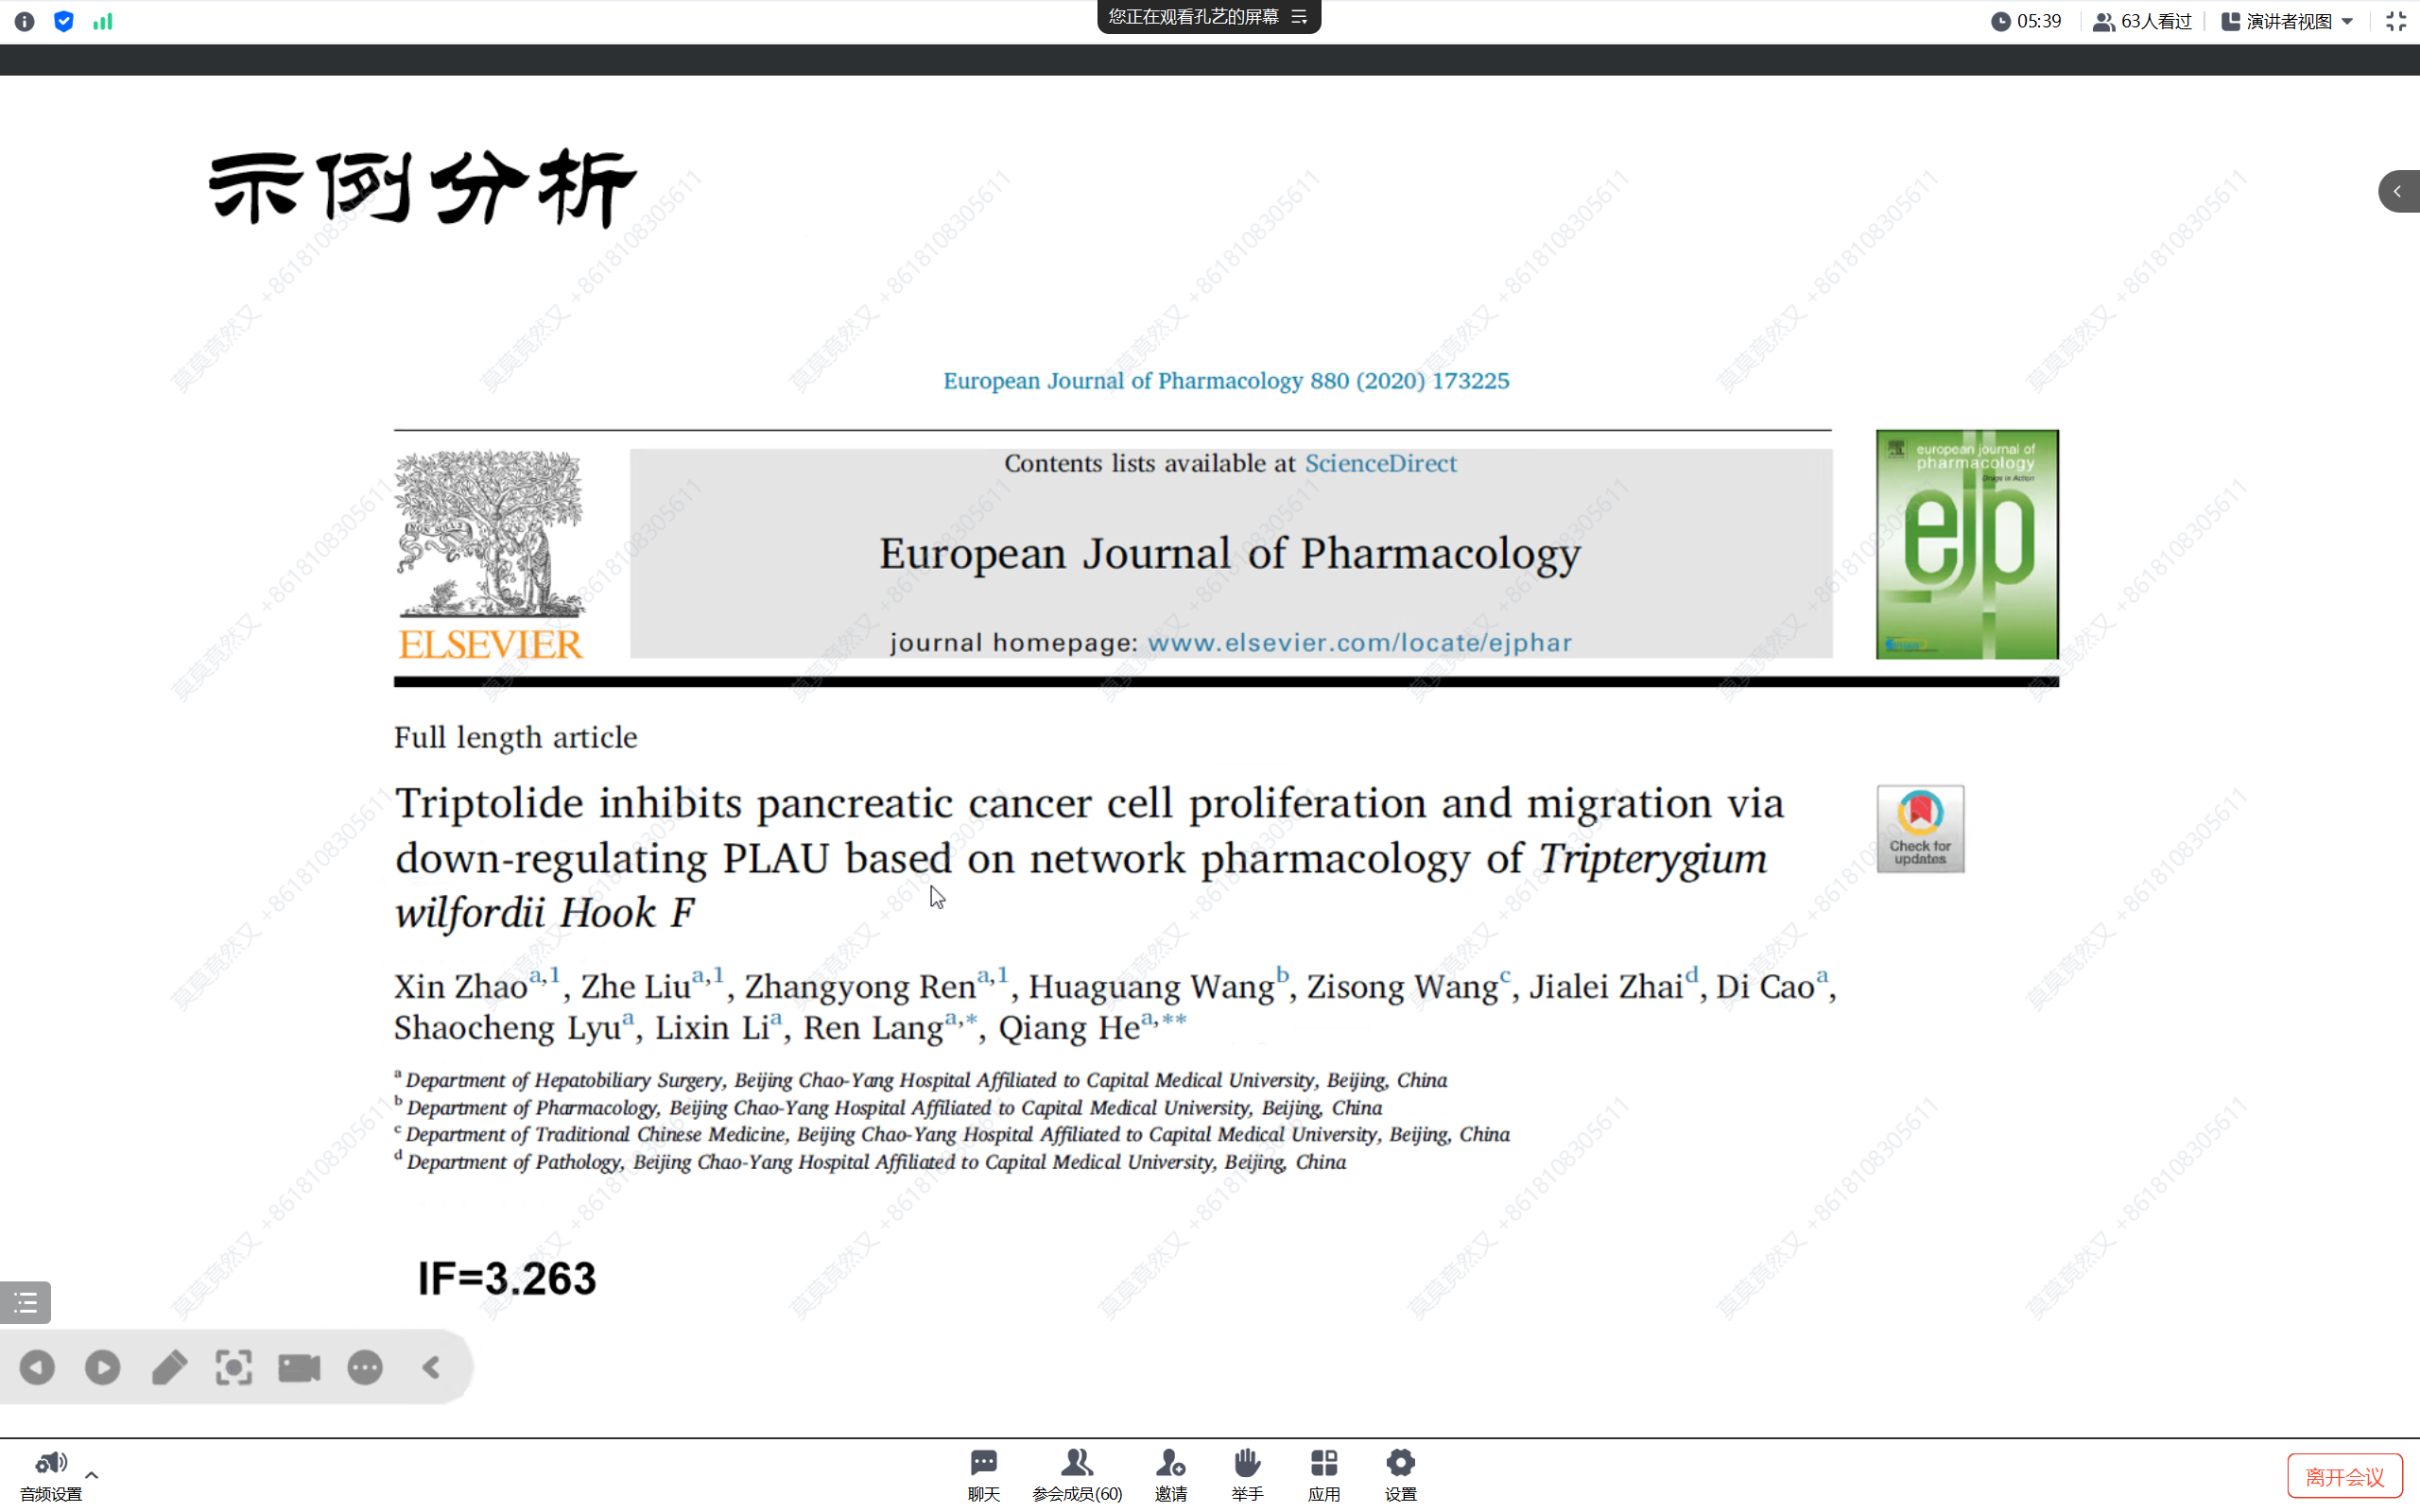 您正在观看孔艺的屏幕
05:39
63人看过
演讲者视图
示例分析
European Journal of Pharmacology 880 (2020) 173225
Contents lists available at ScienceDirect
European Journal of Pharmacology
journal homepage: www.elsevier.com/locate/ejphar
ELSEVIER
european journal of
pharmacology
Drugs in Action
ejp
Full length article
Triptolide inhibits pancreatic cancer cell proliferation and migration via
down-regulating PLAU based on network pharmacology of Tripterygium
wilfordii Hook F
Check for
updates
Xin Zhao a,1, Zhe Liu a,1, Zhangyong Ren a,1, Huaguang Wang b, Zisong Wang c, Jialei Zhai d, Di Cao a,
Shaocheng Lyu a, Lixin Li a, Ren Lang a,*, Qiang He a,**
a Department of Hepatobiliary Surgery, Beijing Chao-Yang Hospital Affiliated to Capital Medical University, Beijing, China
b Department of Pharmacology, Beijing Chao-Yang Hospital Affiliated to Capital Medical University, Beijing, China
c Department of Traditional Chinese Medicine, Beijing Chao-Yang Hospital Affiliated to Capital Medical University, Beijing, China
d Department of Pathology, Beijing Chao-Yang Hospital Affiliated to Capital Medical University, Beijing, China
IF=3.263
莫莫竟然又 +8618108305611
音频设置
聊天
参会成员(60)
邀请
举手
应用
设置
离开会议